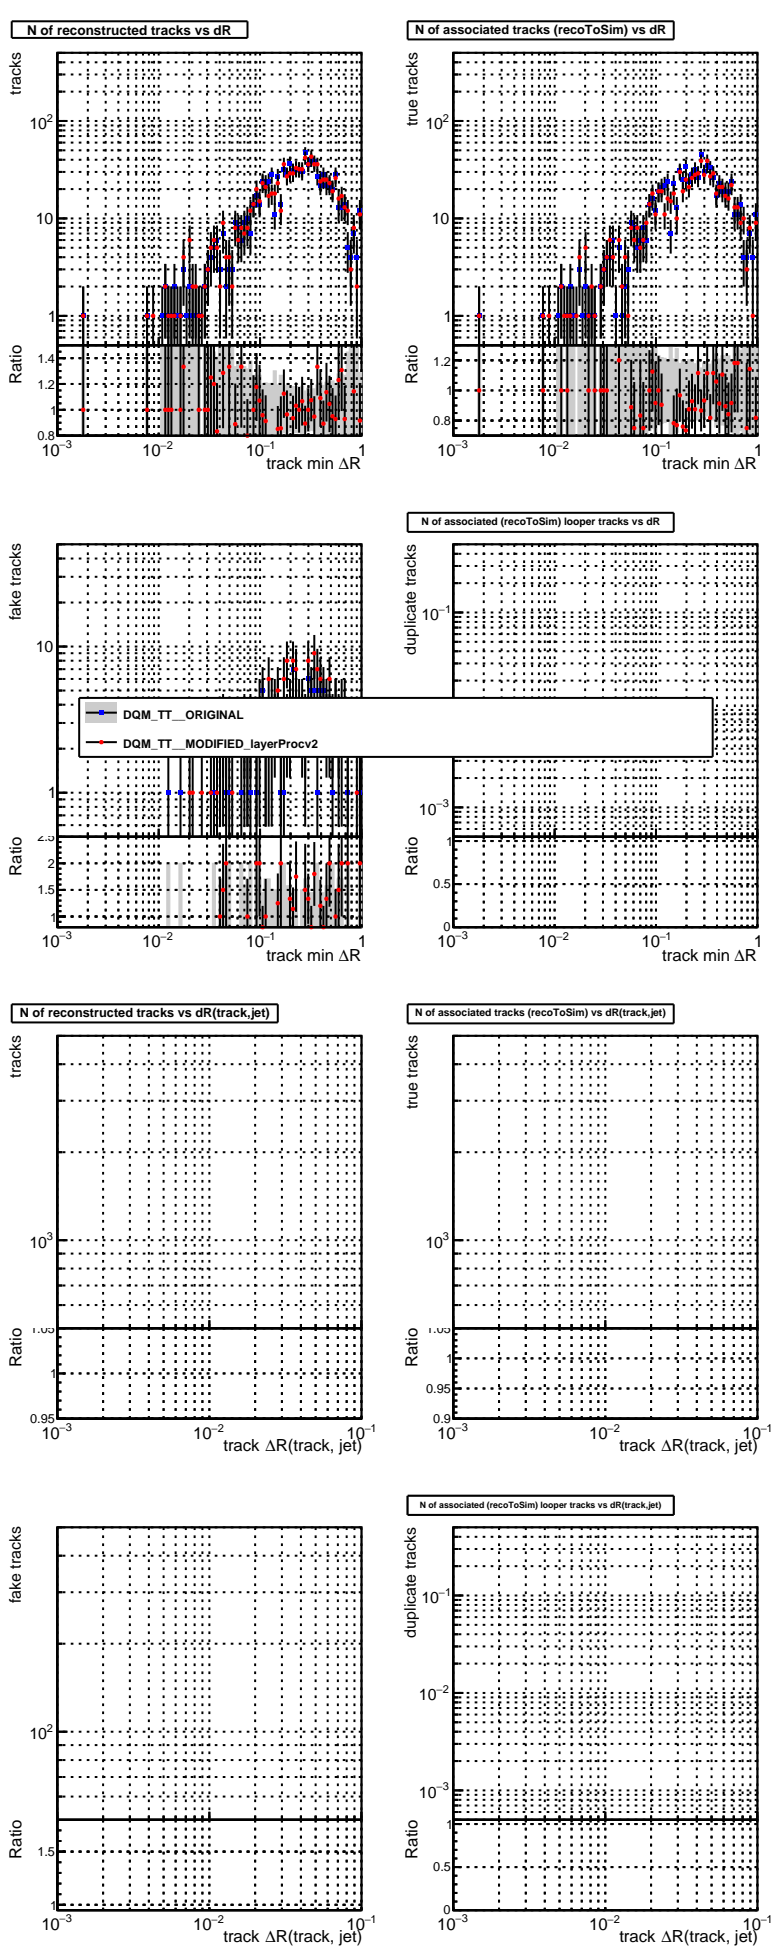 N of reconstructed tracks vs dR
tracks
10²
10
1
Ratio
1.4
1.2
1
0.8
10⁻³
10⁻²
10⁻¹
1
track min ΔR
N of associated tracks (recoToSim) vs dR
true tracks
10²
10
1
Ratio
1.2
1
0.8
10⁻³
10⁻²
10⁻¹
1
track min ΔR
fake tracks
10
1
Ratio
2.5
2
1.5
1
10⁻³
10⁻²
10⁻¹
1
track min ΔR
N of associated (recoToSim) looper tracks vs dR
duplicate tracks
10⁻¹
10⁻³
Ratio
1
0.5
0
10⁻³
10⁻²
10⁻¹
1
track min ΔR
DQM_TT__ORIGINAL
DQM_TT__MODIFIED_layerProcv2
N of reconstructed tracks vs dR(track,jet)
tracks
10³
Ratio
1.05
1
0.95
10⁻³
10⁻²
10⁻¹
track ΔR(track, jet)
N of associated tracks (recoToSim) vs dR(track,jet)
true tracks
10³
Ratio
1.05
1
0.95
0.9
10⁻³
10⁻²
10⁻¹
track ΔR(track, jet)
fake tracks
10²
Ratio
1.5
1
10⁻³
10⁻²
10⁻¹
track ΔR(track, jet)
N of associated (recoToSim) looper tracks vs dR(track,jet)
duplicate tracks
10⁻¹
10⁻²
10⁻³
Ratio
1
0.5
0
10⁻³
10⁻²
10⁻¹
track ΔR(track, jet)